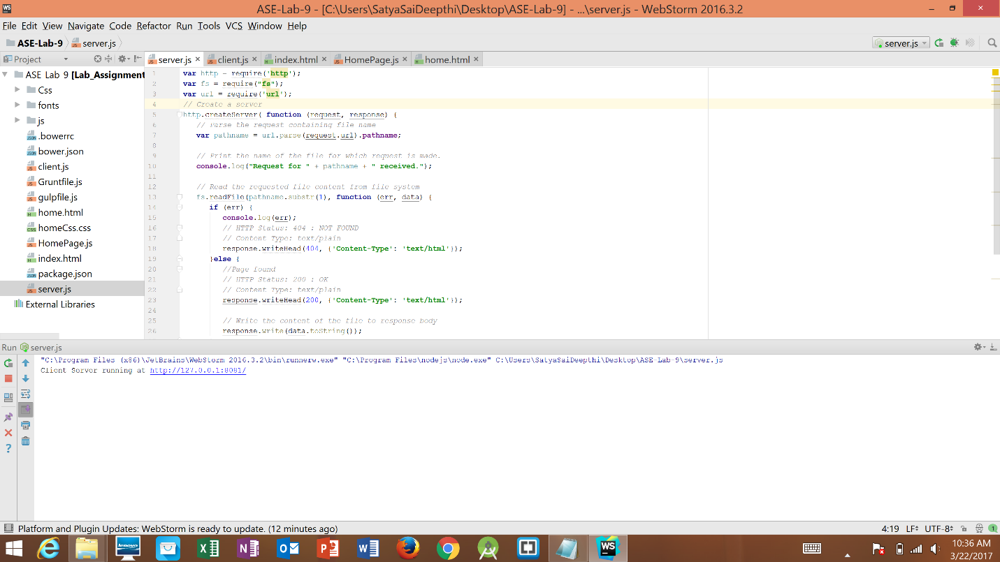 WS
ASE-Lab-9 - [C:\Users\SatyaSaiDeepthi\Desktop\ASE-Lab-9] - ...\server.js - WebStorm 2016.3.2
File Edit View Navigate Code Refactor Run Tools VCS Window Help
ASE-Lab-9 server.js
server.js
Project
server.js client.js index.html HomePage.js home.html
ASE Lab 9 [Lab_Assignment
Css
fonts
js
.bowerrc
bower.json
client.js
Gruntfile.js
gulpfile.js
home.html
homeCss.css
HomePage.js
index.html
package.json
server.js
External Libraries
1 var http = require('http');
2 var fs = require("fs");
3 var url = require('url');
4 // Create a server
5 http.createServer( function (request, response) {
6 // Parse the request containing file name
7 var pathname = url.parse(request.url).pathname;
8
9 // Print the name of the file for which request is made.
10 console.log("Request for " + pathname + " received.");
11
12 // Read the requested file content from file system
13 fs.readFile(pathname.substr(1), function (err, data) {
14 if (err) {
15 console.log(err);
16 // HTTP Status: 404 : NOT FOUND
17 // Content Type: text/plain
18 response.writeHead(404, {'Content-Type': 'text/html'});
19 }else {
20 //Page found
21 // HTTP Status: 200 : OK
22 // Content Type: text/plain
23 response.writeHead(200, {'Content-Type': 'text/html'});
24
25 // Write the content of the file to response body
26 response.write(data.toString());
Run server.js
"C:\Program Files (x86)\JetBrains\WebStorm 2016.3.2\bin\runnerw.exe" "C:\Program Files\nodejs\node.exe" C:\Users\SatyaSaiDeepthi\Desktop\ASE-Lab-9\server.js
Client Server running at http://127.0.0.1:8081/
Platform and Plugin Updates: WebStorm is ready to update. (12 minutes ago)
4:19 LF UTF-8 1
lenovo
WS
10:36 AM
3/22/2017